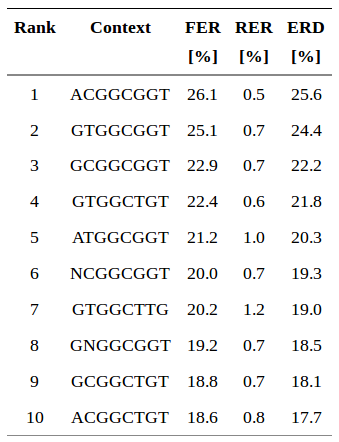 Rank Context FER RER ERD
[%] [%] [%]
1 ACGGCGGT 26.1 0.5 25.6
2 GTGGCGGT 25.1 0.7 24.4
3 GCGGCGGT 22.9 0.7 22.2
4 GTGGCTGT 22.4 0.6 21.8
5 ATGGCGGT 21.2 1.0 20.3
6 NCGGCGGT 20.0 0.7 19.3
7 GTGGCTTG 20.2 1.2 19.0
8 GNGGCGGT 19.2 0.7 18.5
9 GCGGCTGT 18.8 0.7 18.1
10 ACGGCTGT 18.6 0.8 17.7